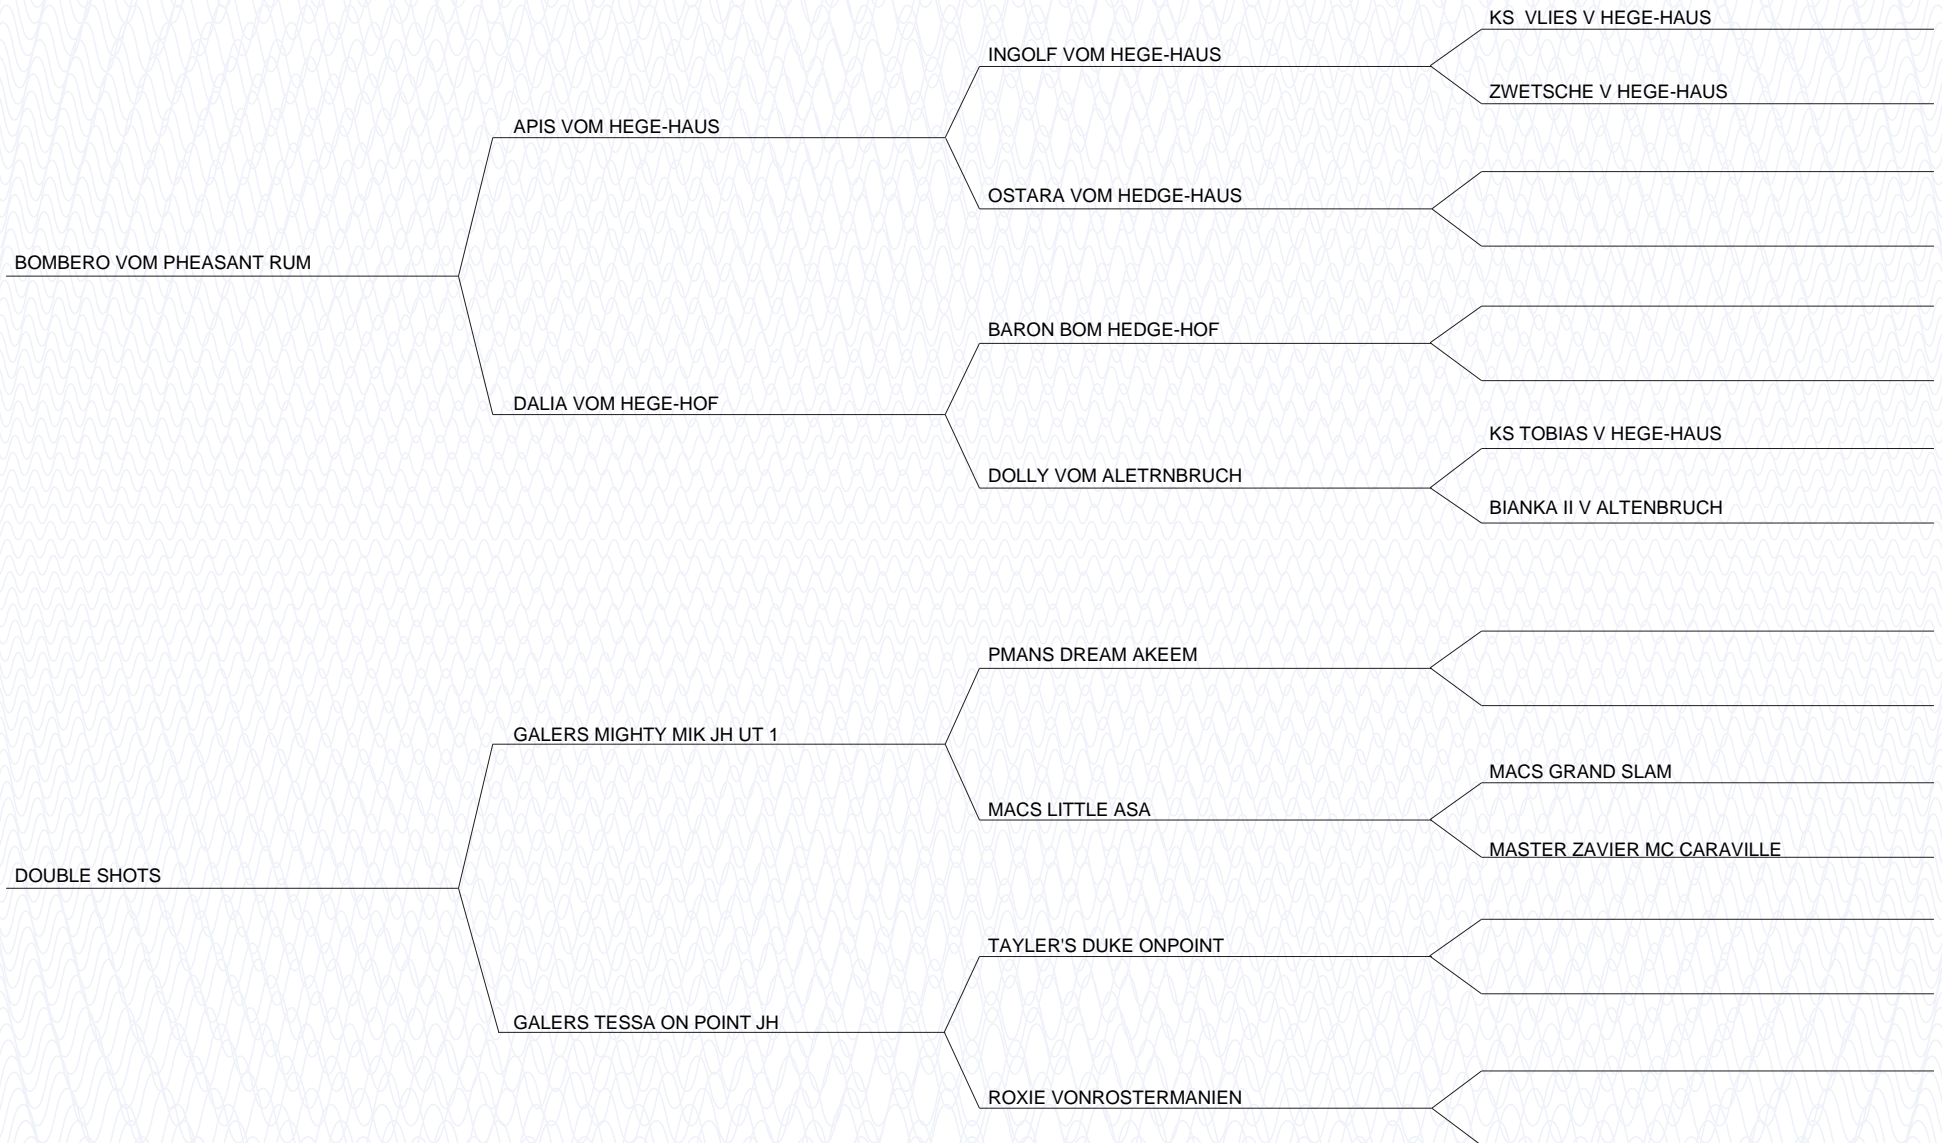 KS  VLIES V HEGE-HAUS
INGOLF VOM HEGE-HAUS
ZWETSCHE V HEGE-HAUS
APIS VOM HEGE-HAUS
OSTARA VOM HEDGE-HAUS
BOMBERO VOM PHEASANT RUM
BARON BOM HEDGE-HOF
DALIA VOM HEGE-HOF
KS TOBIAS V HEGE-HAUS
DOLLY VOM ALETRNBRUCH
BIANKA II V ALTENBRUCH
PMANS DREAM AKEEM
GALERS MIGHTY MIK JH UT 1
MACS GRAND SLAM
MACS LITTLE ASA
MASTER ZAVIER MC CARAVILLE
DOUBLE SHOTS
TAYLER'S DUKE ONPOINT
GALERS TESSA ON POINT JH
ROXIE VONROSTERMANIEN